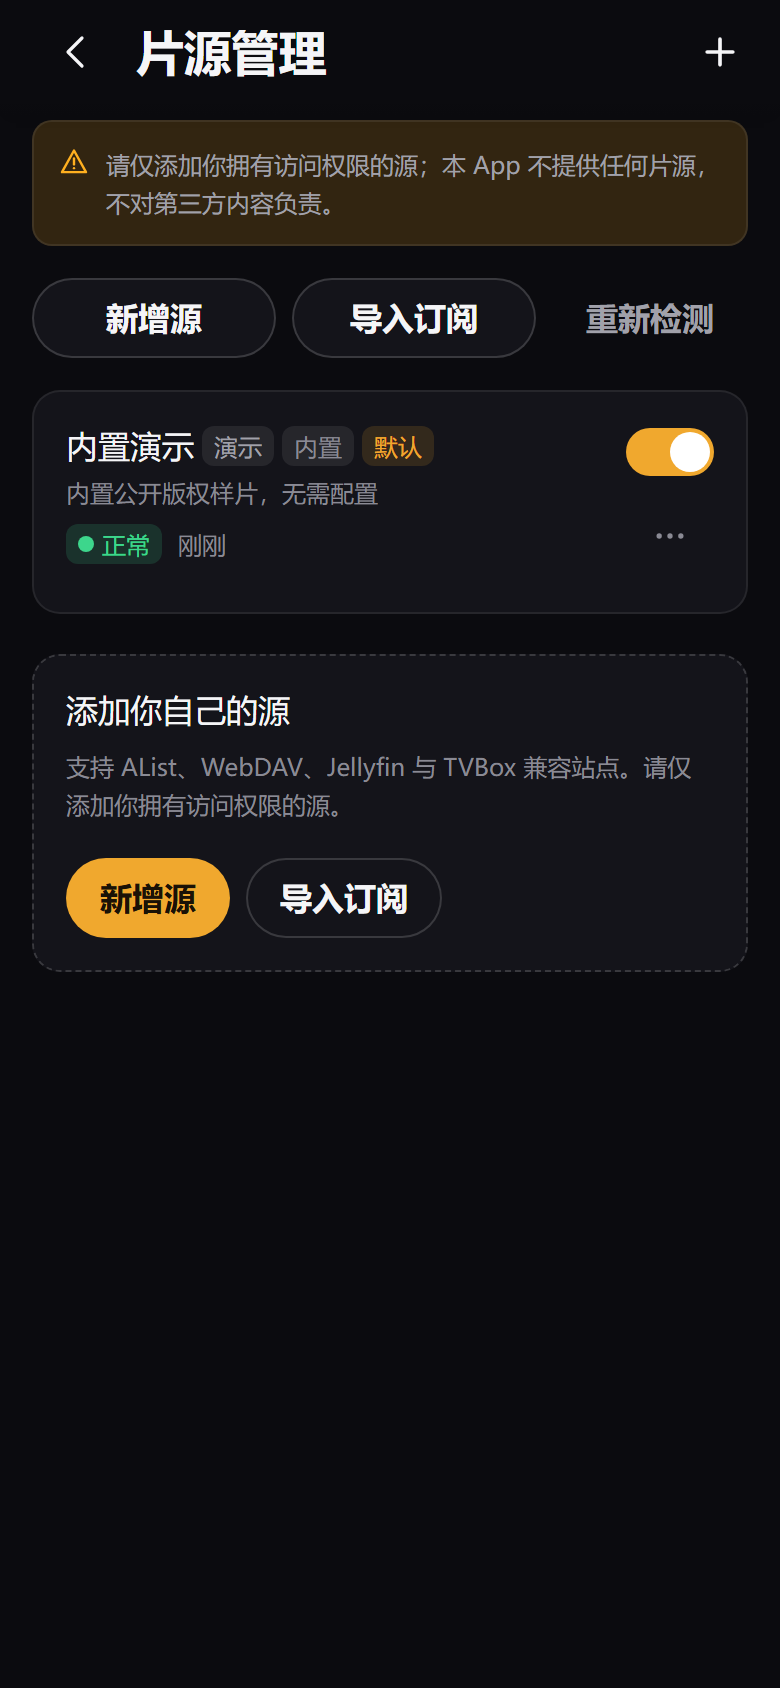 片源管理
请仅添加你拥有访问权限的源；本 App 不提供任何片源，
不对第三方内容负责。
新增源 导入订阅 重新检测
内置演示 演示 内置 默认
内置公开版权样片，无需配置
正常 刚刚
添加你自己的源
支持 AList、WebDAV、Jellyfin 与 TVBox 兼容站点。请仅
添加你拥有访问权限的源。
新增源 导入订阅